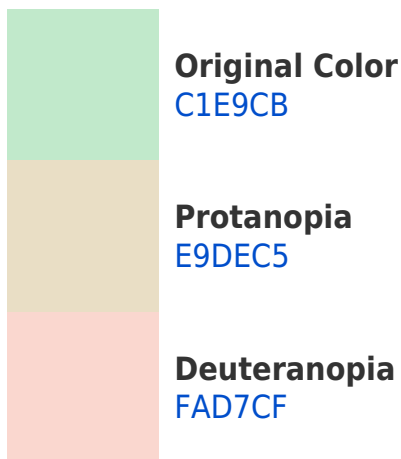 Original Color
C1E9CB
Protanopia
E9DEC5
Deuteranopia
FAD7CF